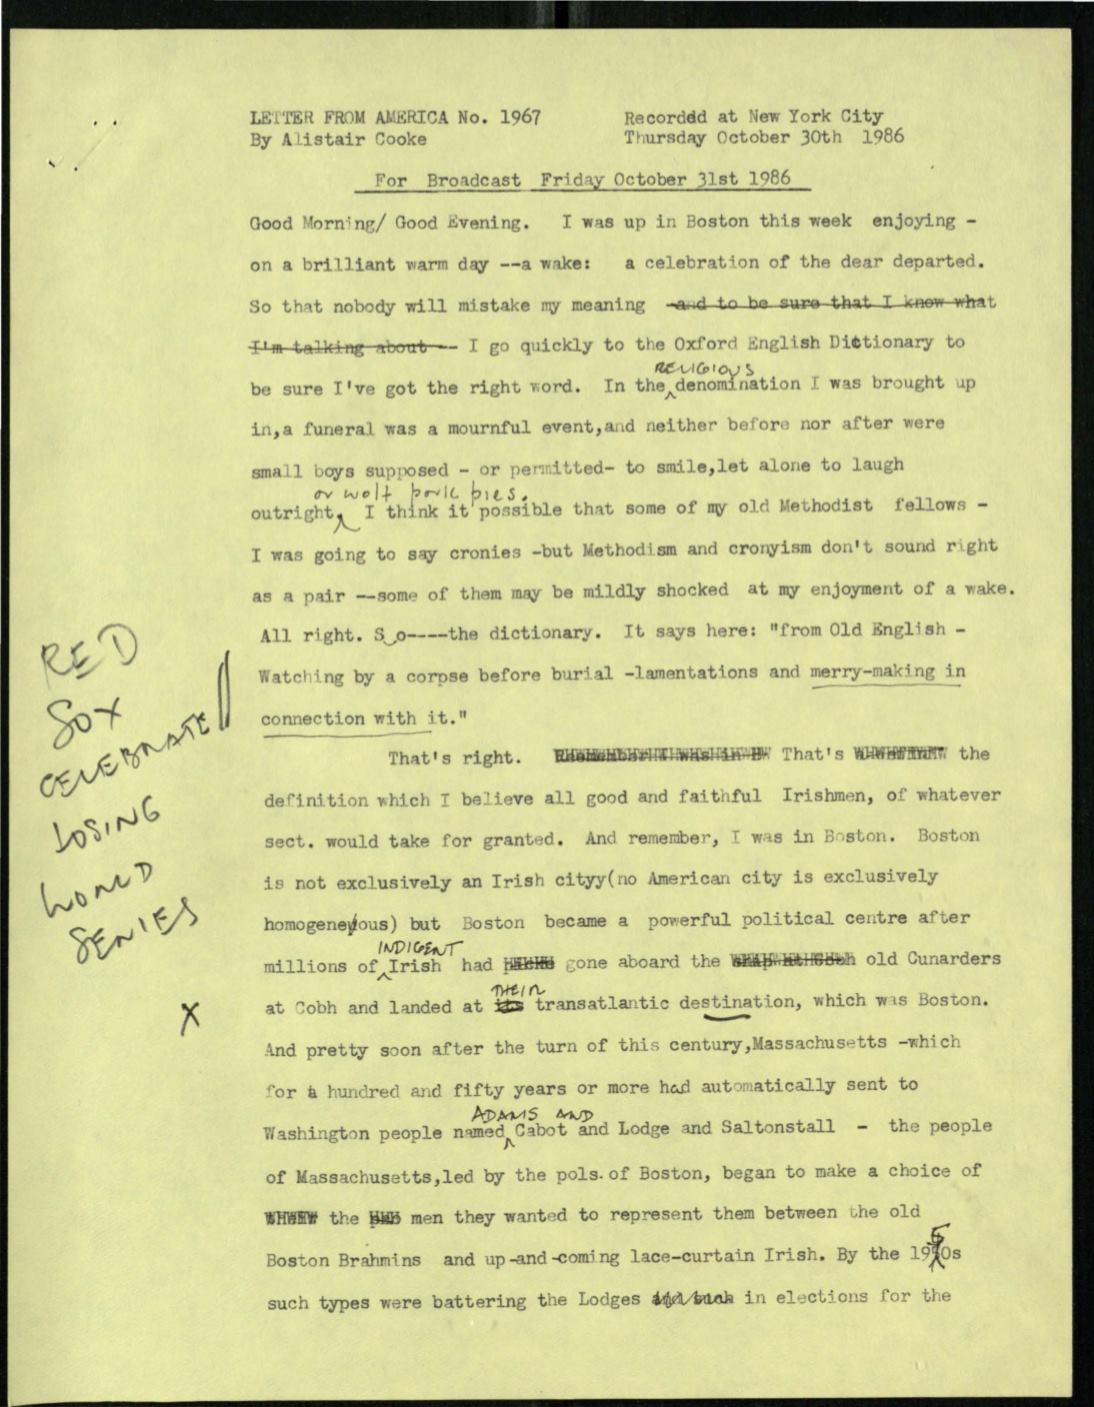 LETTER FROM AMERICA No. 1967
By Alistair Cooke
Recorddd at New York City
Thursday October 30th 1986
For Broadcast Friday October 31st 1986
Good Morning/ Good Evening. I was up in Boston this week enjoying -
on a brilliant warm day --a wake: a celebration of the dear departed.
So that nobody will mistake my meaning -and to be sure that I know what
I'm talking about -- I go quickly to the Oxford English Dictionary to
RELIGIOUS
be sure I've got the right word. In the denomination I was brought up
in,a funeral was a mournful event,and neither before nor after were
small boys supposed - or permitted- to smile,let alone to laugh
or wolf pork pies.
outright. I think it possible that some of my old Methodist fellows -
I was going to say cronies -but Methodism and cronyism don't sound right
as a pair --some of them may be mildly shocked at my enjoyment of a wake.
All right. S o----the dictionary. It says here: "from Old English -
Watching by a corpse before burial -lamentations and merry-making in
connection with it."
RED
SOX
CELEBRATE
LOSING
WORLD
SERIES
X
That's right. That's the
definition which I believe all good and faithful Irishmen, of whatever
sect. would take for granted. And remember, I was in Boston. Boston
is not exclusively an Irish cityy(no American city is exclusively
homogeneyous) but Boston became a powerful political centre after
INDIGENT
millions of Irish had gone aboard the old Cunarders
THEIR
at Cobh and landed at its transatlantic destination, which was Boston.
And pretty soon after the turn of this century,Massachusetts -which
for a hundred and fifty years or more had automatically sent to
ADAMS AND
Washington people named Cabot and Lodge and Saltonstall - the people
of Massachusetts,led by the pols. of Boston, began to make a choice of
the men they wanted to represent them between the old
Boston Brahmins and up-and-coming lace-curtain Irish. By the 1950s
such types were battering the Lodges in elections for the